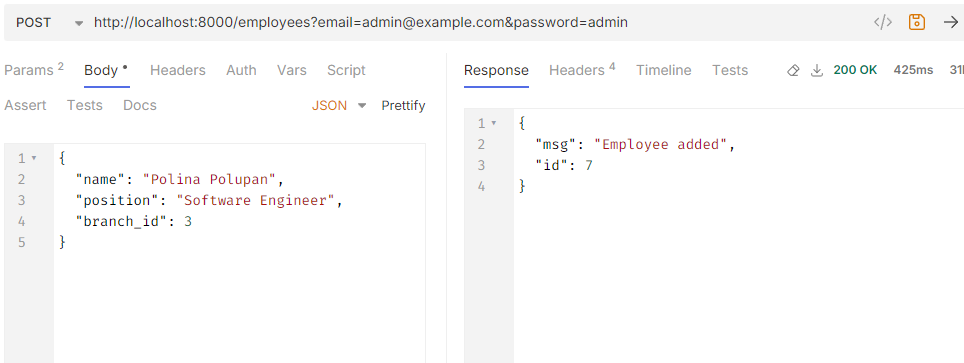 POST http://localhost:8000/employees?email=admin@example.com&password=admin
Params 2 Body Headers Auth Vars Script
Assert Tests Docs JSON Prettify
1 {
2 "name": "Polina Polupan",
3 "position": "Software Engineer",
4 "branch_id": 3
5 }
Response Headers 4 Timeline Tests 200 OK 425ms
1 {
2 "msg": "Employee added",
3 "id": 7
4 }